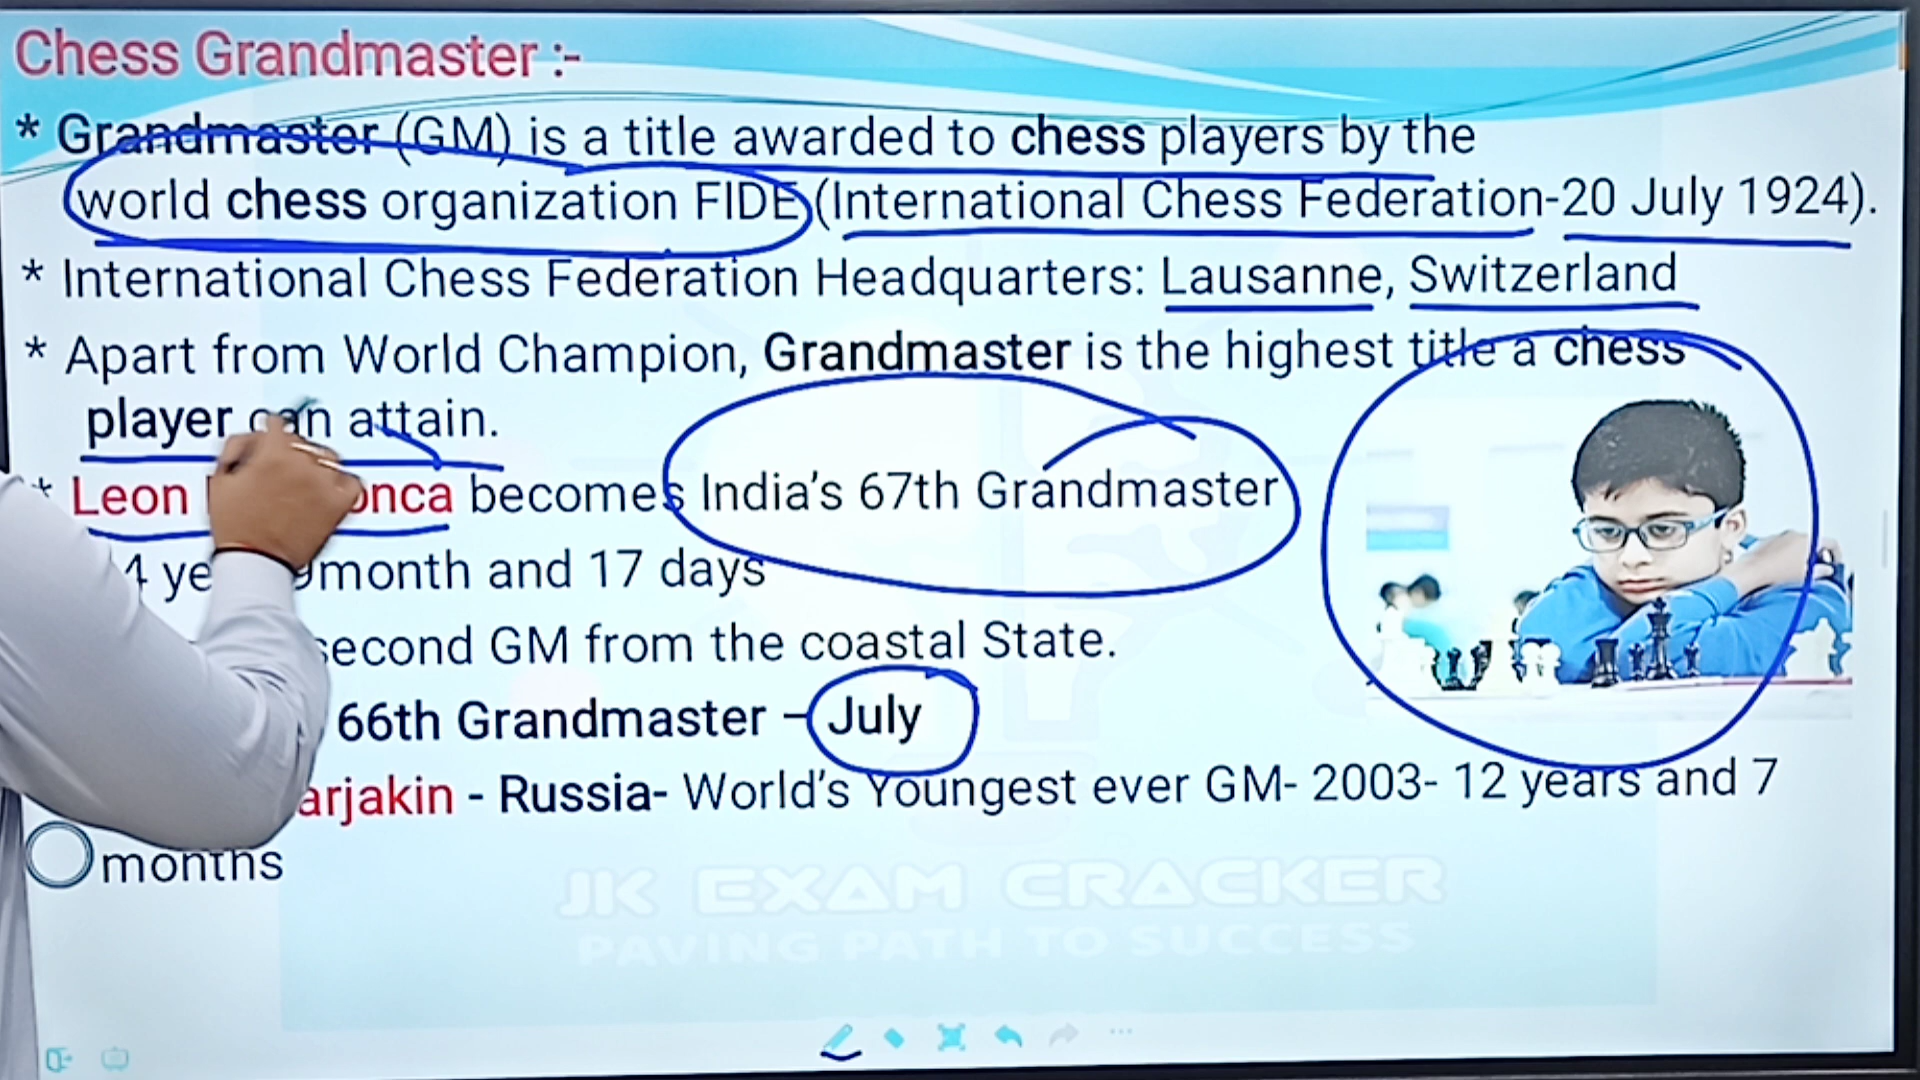 Chess Grandmaster :-
* Grandmaster (GM) is a title awarded to chess players by the
world chess organization FIDE (International Chess Federation-20 July 1924).
* International Chess Federation Headquarters: Lausanne, Switzerland
* Apart from World Champion, Grandmaster is the highest title a chess
player can attain.
* Leon onca becomes India's 67th Grandmaster
4 ye month and 17 days
second GM from the coastal State.
66th Grandmaster – July
arjakin - Russia- World's Youngest ever GM- 2003- 12 years and 7
months
JK EXAM CRACKER
PAVING PATH TO SUCCESS